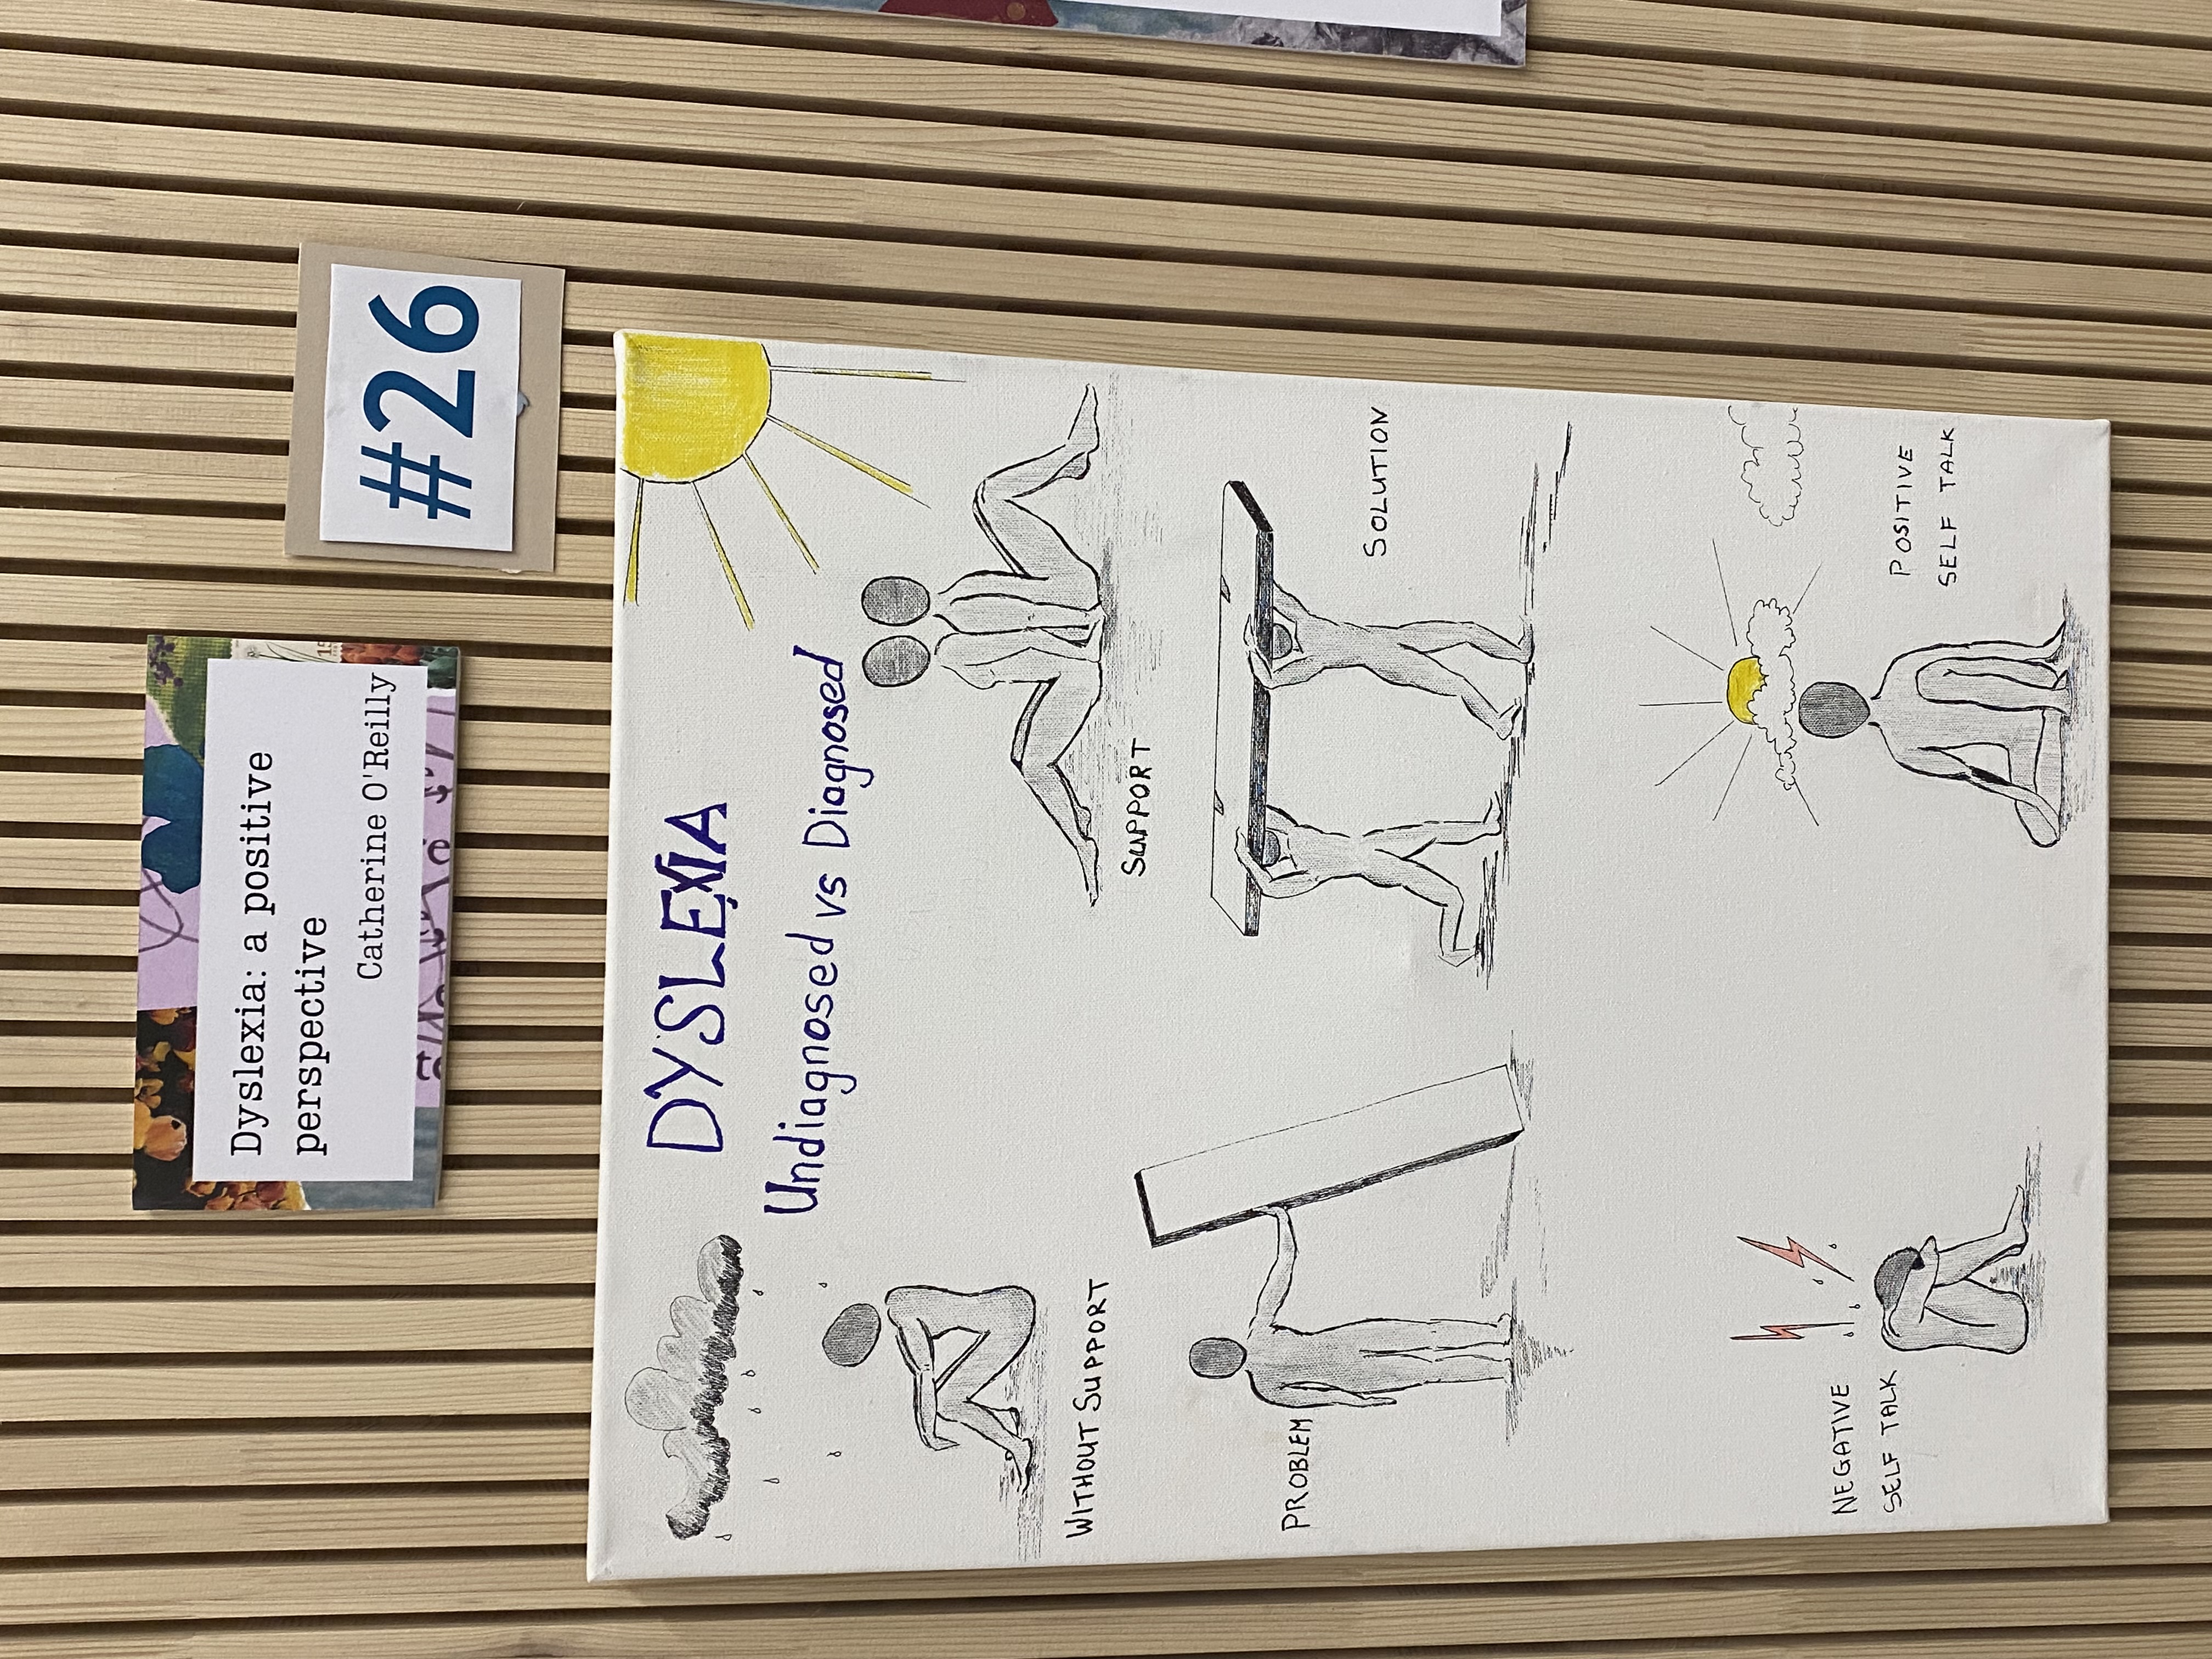 Dyslexia: a positive
perspective
Catherine O'Reilly
#26
DYSLEXIA
Undiagnosed vs Diagnosed
WITHOUT SUPPORT
SUPPORT
PROBLEM
SOLUTION
NEGATIVE
SELF TALK
POSITIVE
SELF TALK